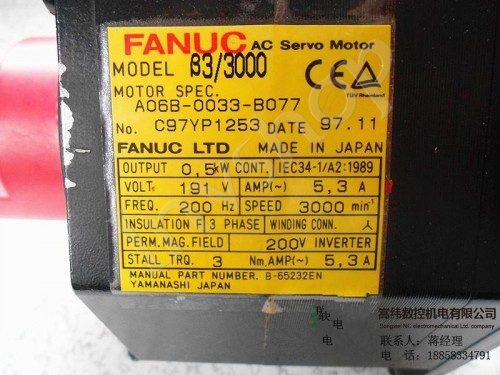 FANUC AC Servo Motor
MODEL β3/3000
MOTOR SPEC.
A06B-0033-B077
No. C97YP1253 DATE 97.11
FANUC LTD MADE IN JAPAN
CE TÜV Rheinland
OUTPUT 0,5 kW CONT. IEC34-1/A2:1989
VOLT 191 AMP(~) 5,3 A
FREQ. 200 Hz SPEED 3000 min⁻¹
INSULATION F 3 PHASE WINDING CONN. 人
PERM.MAG.FIELD 200V INVERTER
STALL TRQ. 3 Nm,AMP(~) 5,3 A
MANUAL PART NUMBER. B-65232EN
YAMANASHI JAPAN
嵩纬数控机电有限公司
联系人: 蒋经理
电 话: 18858334791